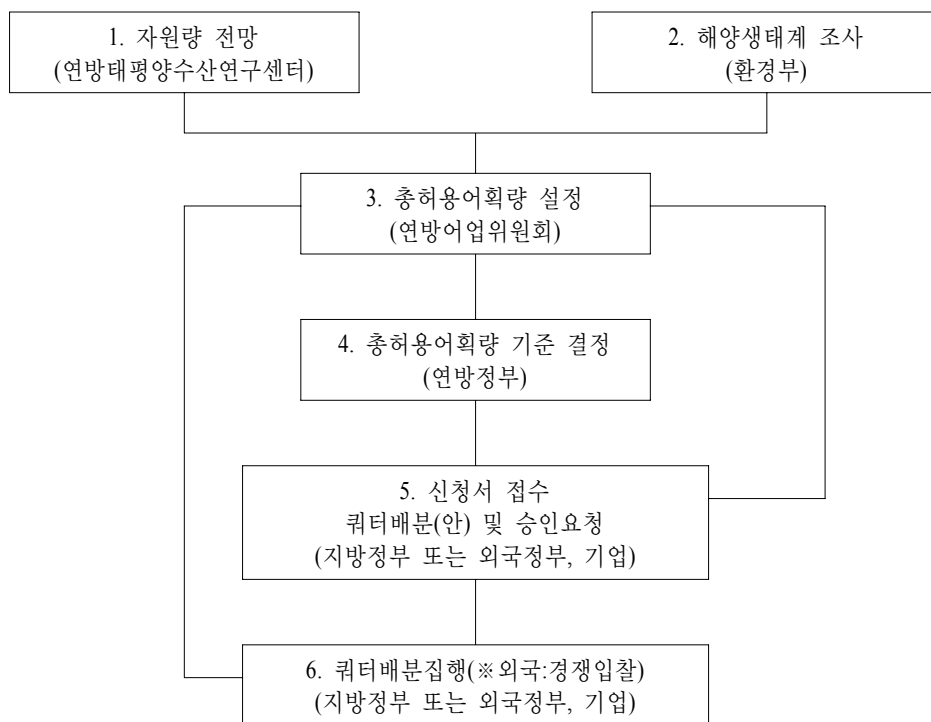 1. 자원량 전망
(연방태평양수산연구센터)
2. 해양생태계 조사
(환경부)
3. 총허용어획량 설정
(연방어업위원회)
4. 총허용어획량 기준 결정
(연방정부)
5. 신청서 접수
쿼터배분(안) 및 승인요청
(지방정부 또는 외국정부, 기업)
6. 쿼터배분집행(※외국:경쟁입찰)
(지방정부 또는 외국정부, 기업)